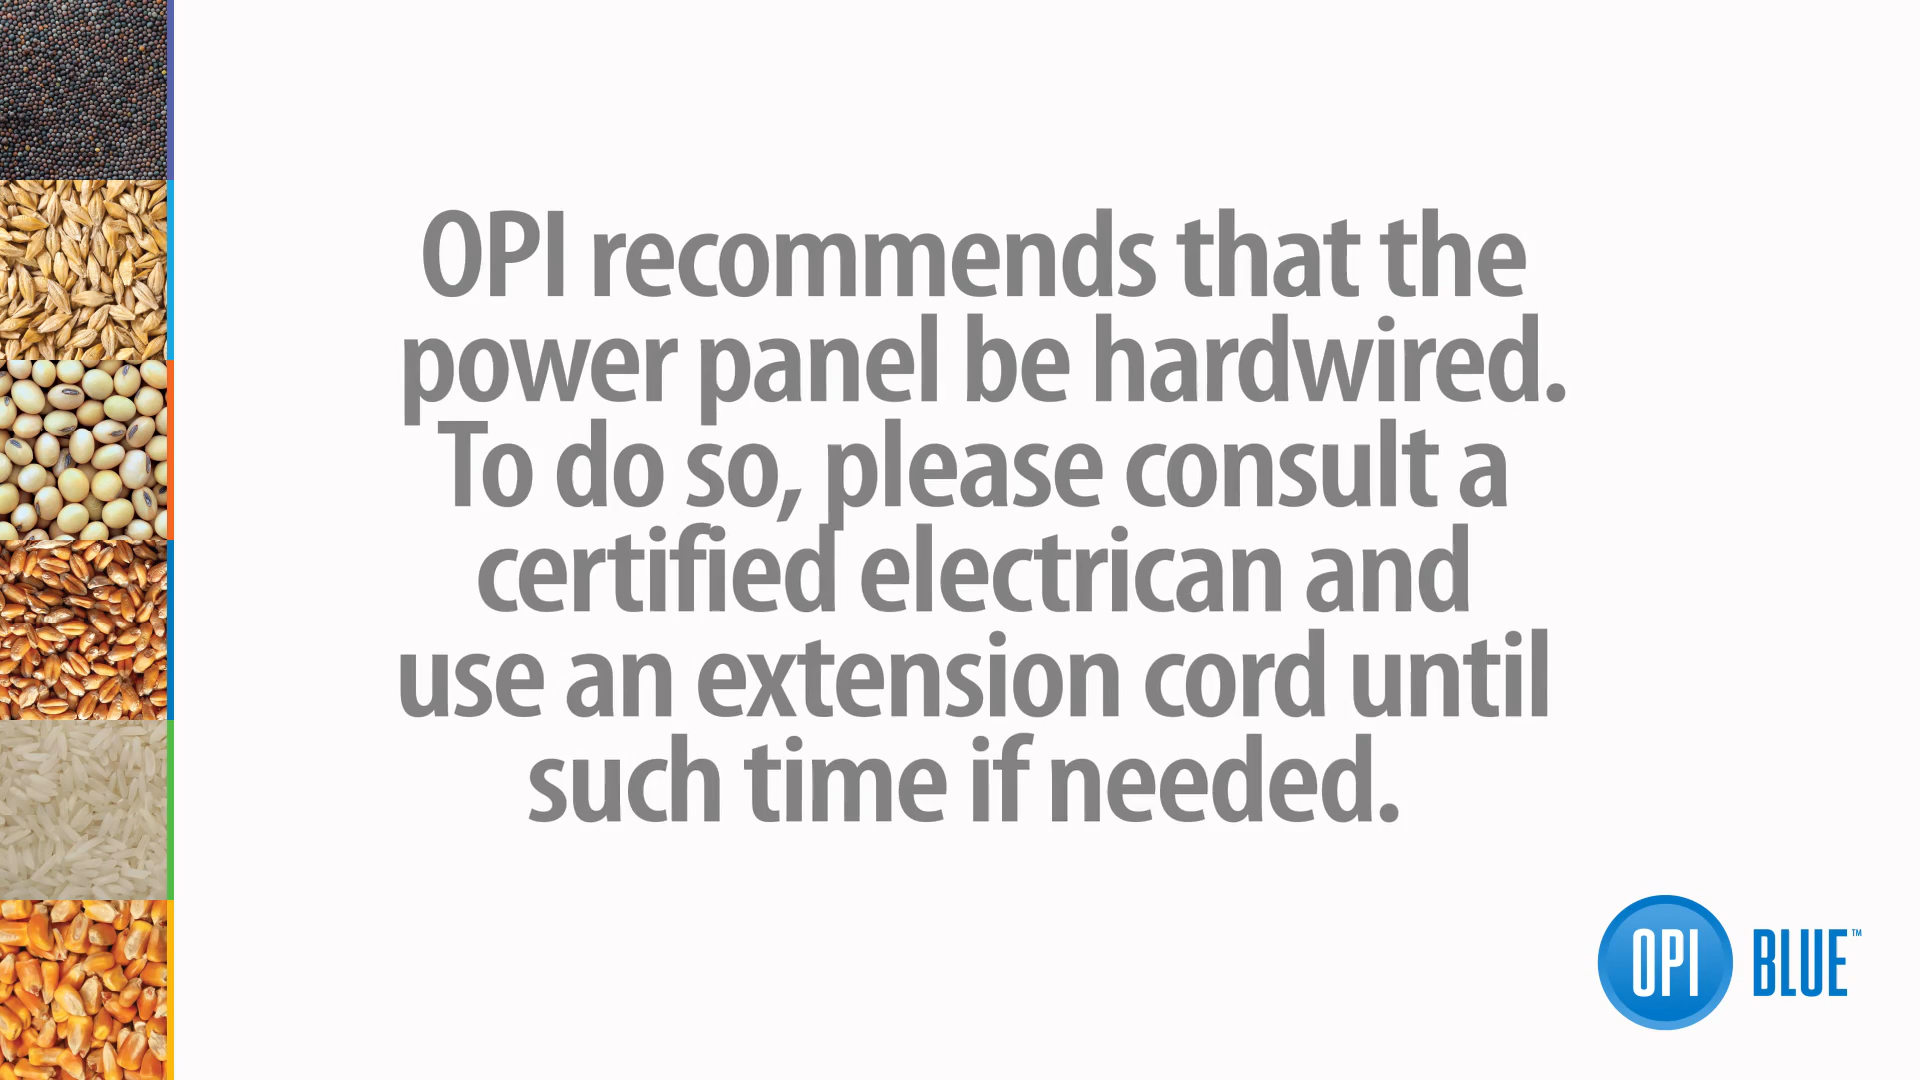 OPI recommends that the
power panel be hardwired.
To do so, please consult a
certified electrican and
use an extension cord until
such time if needed.
OPI BLUE™